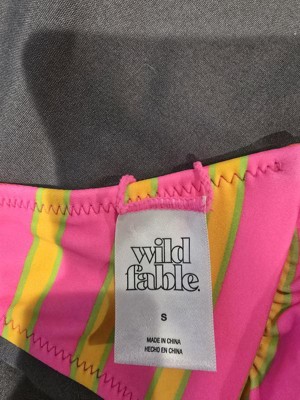 wild
fable.
S
MADE IN CHINA
HECHO EN CHINA